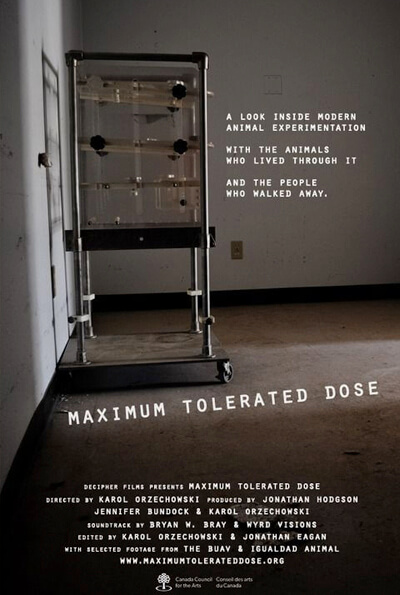 A LOOK INSIDE MODERN
ANIMAL EXPERIMENTATION
WITH THE ANIMALS
WHO LIVED THROUGH IT
AND THE PEOPLE
WHO WALKED AWAY.
MAXIMUM TOLERATED DOSE
DECIPHER FILMS PRESENTS MAXIMUM TOLERATED DOSE
DIRECTED BY KAROL ORZECHOWSKI PRODUCED BY JONATHAN HODGSON
JENNIFER BUNDOCK & KAROL ORZECHOWSKI
SOUNDTRACK BY BRYAN W. BRAY & WYRD VISIONS
EDITED BY KAROL ORZECHOWSKI & JONATHAN EAGAN
WITH SELECTED FOOTAGE FROM THE BUAV & IGUALDAD ANIMAL
WWW.MAXIMUMTOLERATEDDOSE.ORG
Canada Council Conseil des arts
for the Arts du Canada